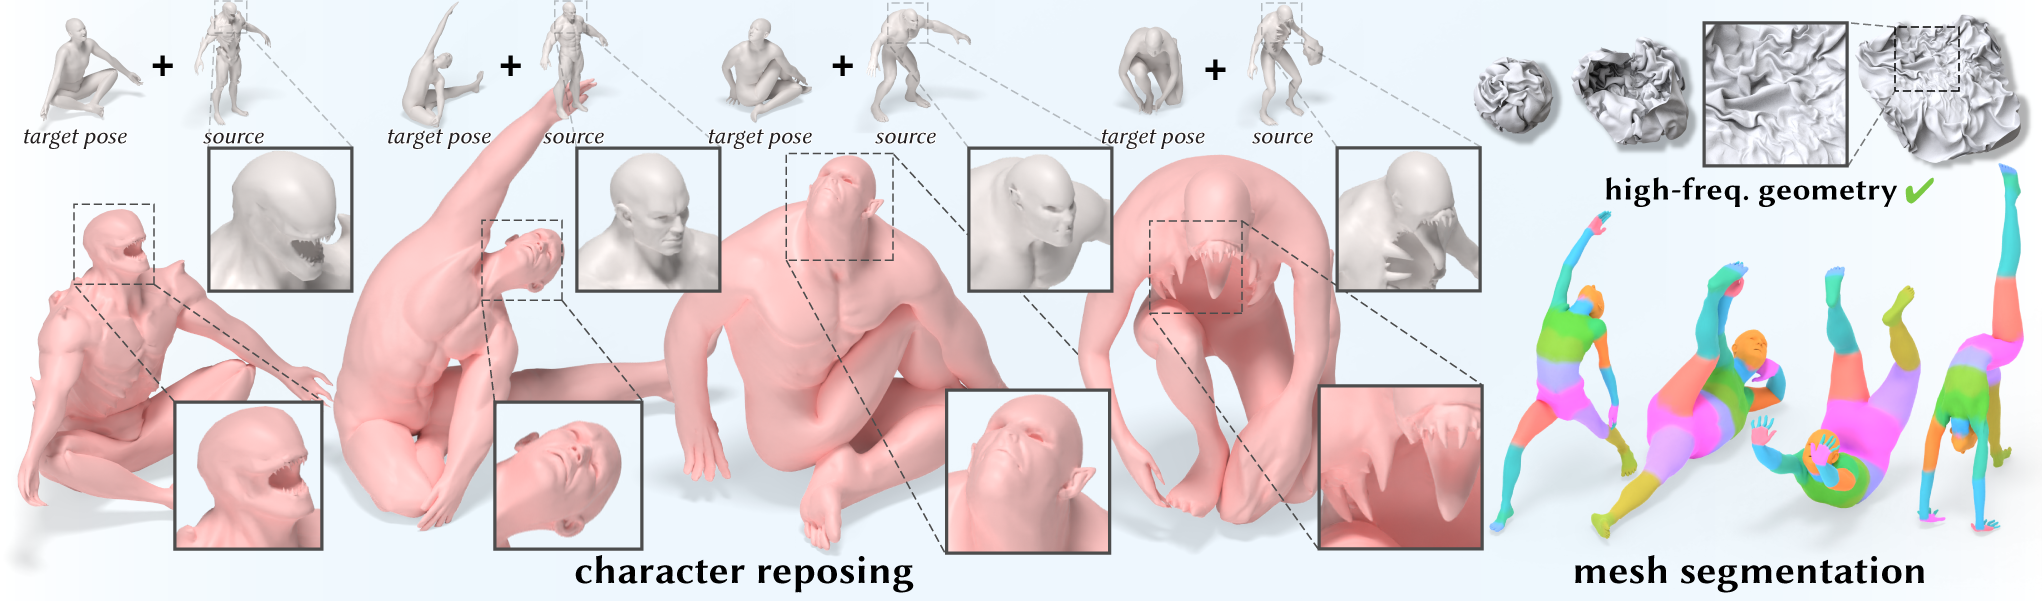 +
+
+
+
target pose
source
target pose
source
target pose
source
target pose
source
high-freq. geometry ✓
character reposing
mesh segmentation